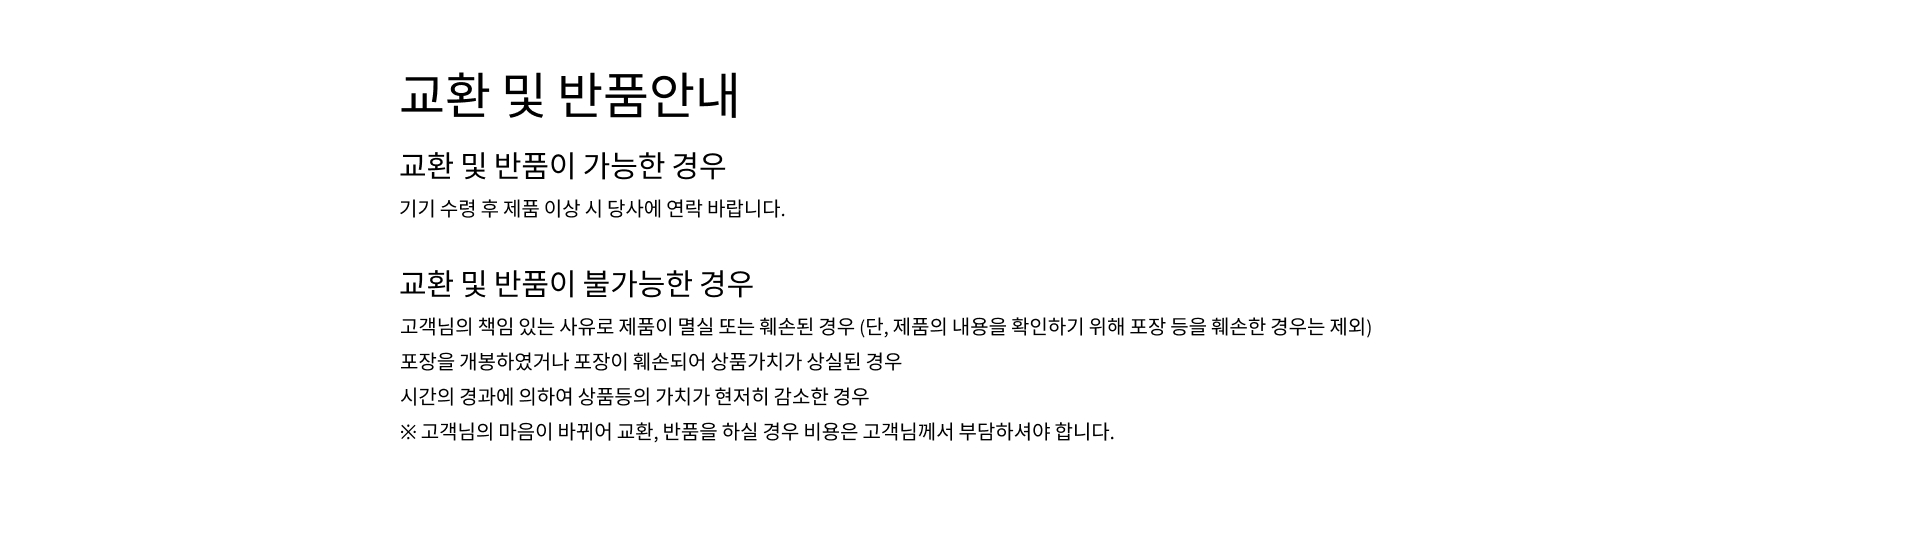 교환 및 반품안내
교환 및 반품이 가능한 경우
기기 수령 후 제품 이상 시 당사에 연락 바랍니다.
교환 및 반품이 불가능한 경우
고객님의 책임 있는 사유로 제품이 멸실 또는 훼손된 경우 (단, 제품의 내용을 확인하기 위해 포장 등을 훼손한 경우는 제외)
포장을 개봉하였거나 포장이 훼손되어 상품가치가 상실된 경우
시간의 경과에 의하여 상품등의 가치가 현저히 감소한 경우
※ 고객님의 마음이 바뀌어 교환, 반품을 하실 경우 비용은 고객님께서 부담하셔야 합니다.